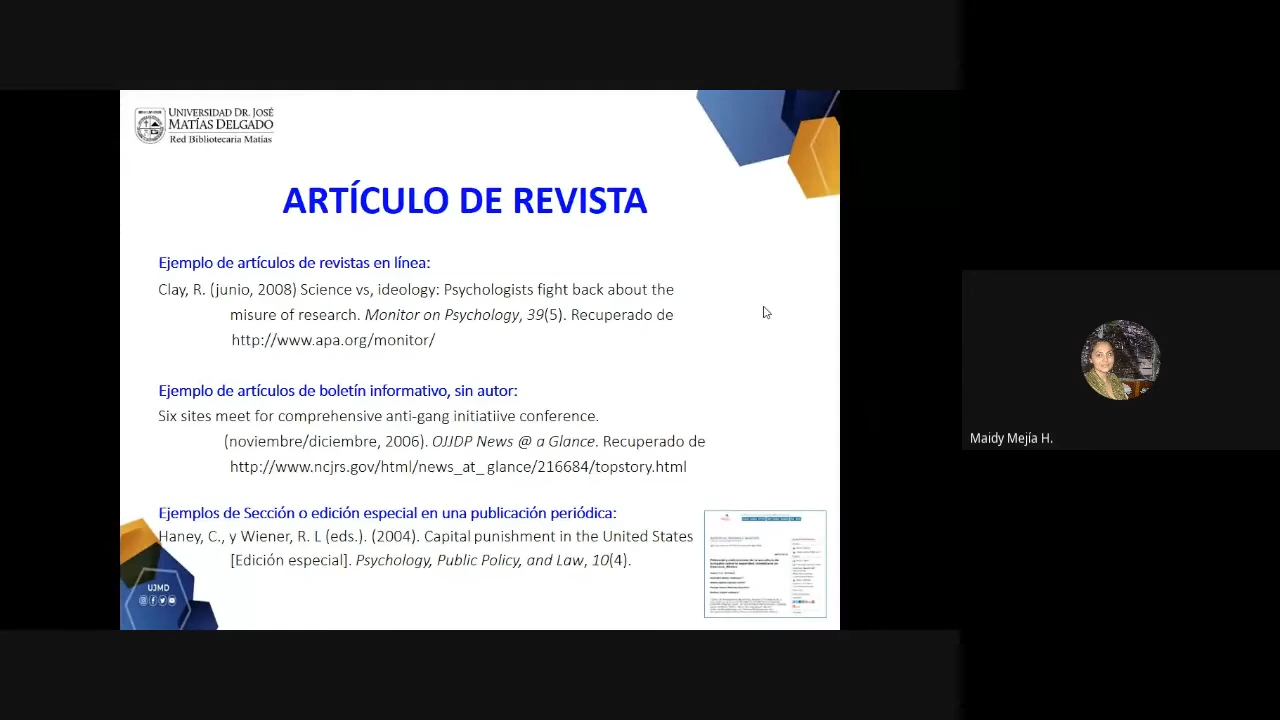 UNIVERSIDAD DR. JOSÉ
MATÍAS DELGADO
Red Bibliotecaria Matías
ARTÍCULO DE REVISTA
Ejemplo de artículos de revistas en línea:
Clay, R. (junio, 2008) Science vs, ideology: Psychologists fight back about the
misure of research. Monitor on Psychology, 39(5). Recuperado de
http://www.apa.org/monitor/
Ejemplo de artículos de boletín informativo, sin autor:
Six sites meet for comprehensive anti-gang initiatiive conference.
(noviembre/diciembre, 2006). OJJDP News @ a Glance. Recuperado de
http://www.ncjrs.gov/html/news_at_ glance/216684/topstory.html
Ejemplos de Sección o edición especial en una publicación periódica:
Haney, C., y Wiener, R. L (eds.). (2004). Capital punishment in the United States
[Edición especial]. Psychology, Public Policy and Law, 10(4).
UJMD
Maidy Mejía H.